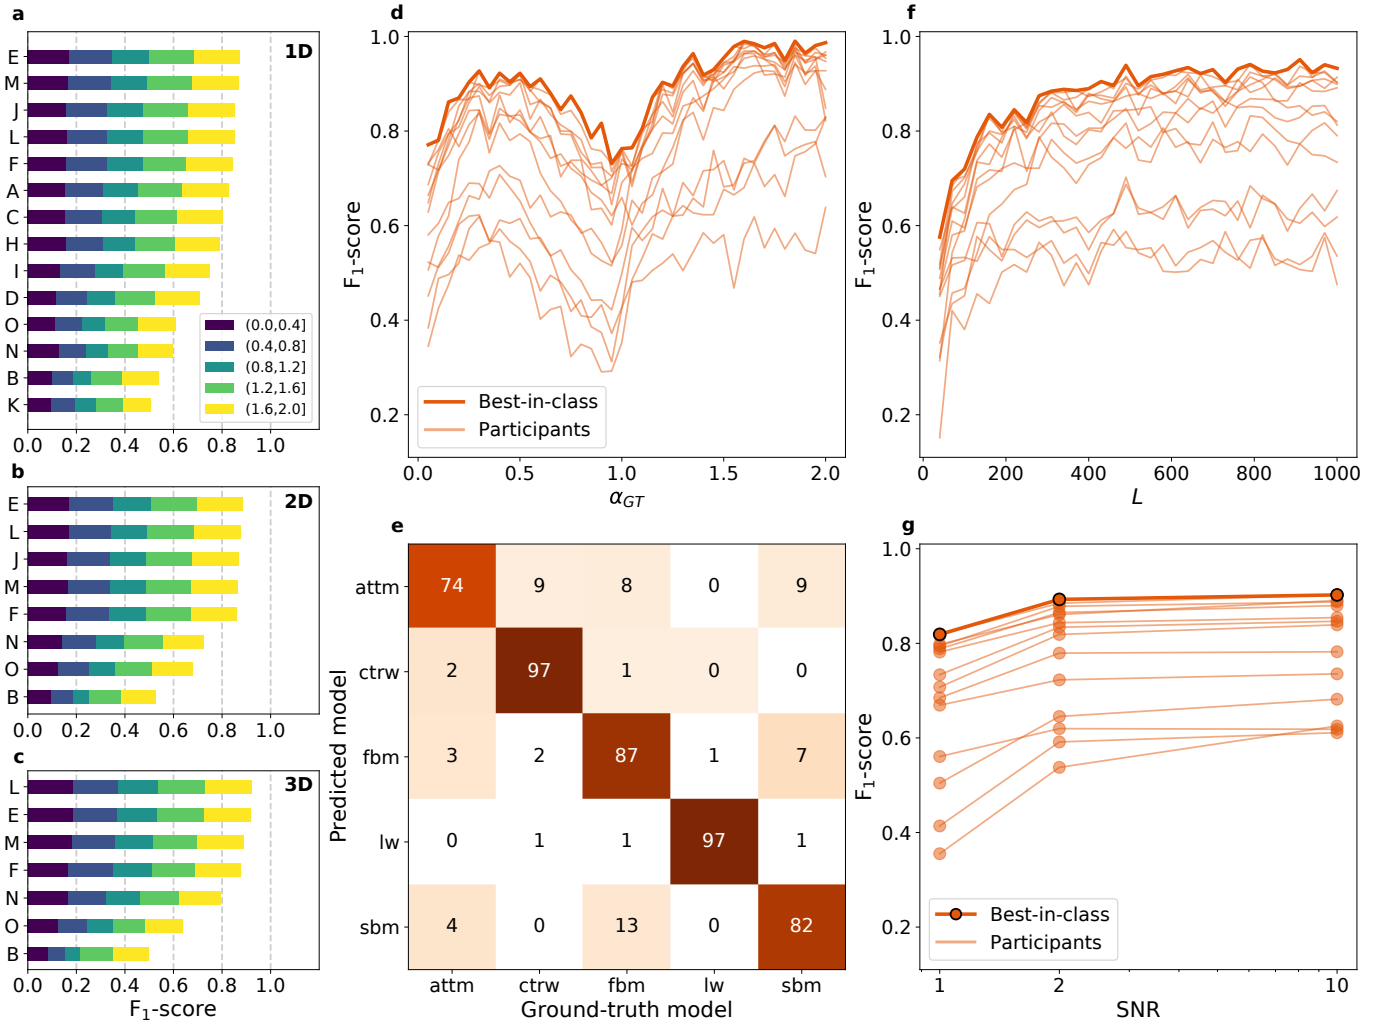 a
1D
E
M
J
L
F
A
C
H
I
D
O
N
B
K
(0.0,0.4]
(0.4,0.8]
(0.8,1.2]
(1.2,1.6]
(1.6,2.0]
0.0 0.2 0.4 0.6 0.8 1.0
b
2D
E
L
J
M
F
N
O
B
0.0 0.2 0.4 0.6 0.8 1.0
c
3D
L
E
M
F
N
O
B
0.0 0.2 0.4 0.6 0.8 1.0
F₁-score
d
F₁-score
1.0
0.8
0.6
0.4
0.2
Best-in-class
Participants
0.0 0.5 1.0 1.5 2.0
α_GT
e
Predicted model
attm 74 9 8 0 9
ctrw 2 97 1 0 0
fbm 3 2 87 1 7
lw 0 1 1 97 1
sbm 4 0 13 0 82
attm ctrw fbm lw sbm
Ground-truth model
f
F₁-score
1.0
0.8
0.6
0.4
0.2
0 200 400 600 800 1000
L
g
F₁-score
1.0
0.8
0.6
0.4
0.2
Best-in-class
Participants
1 2 10
SNR